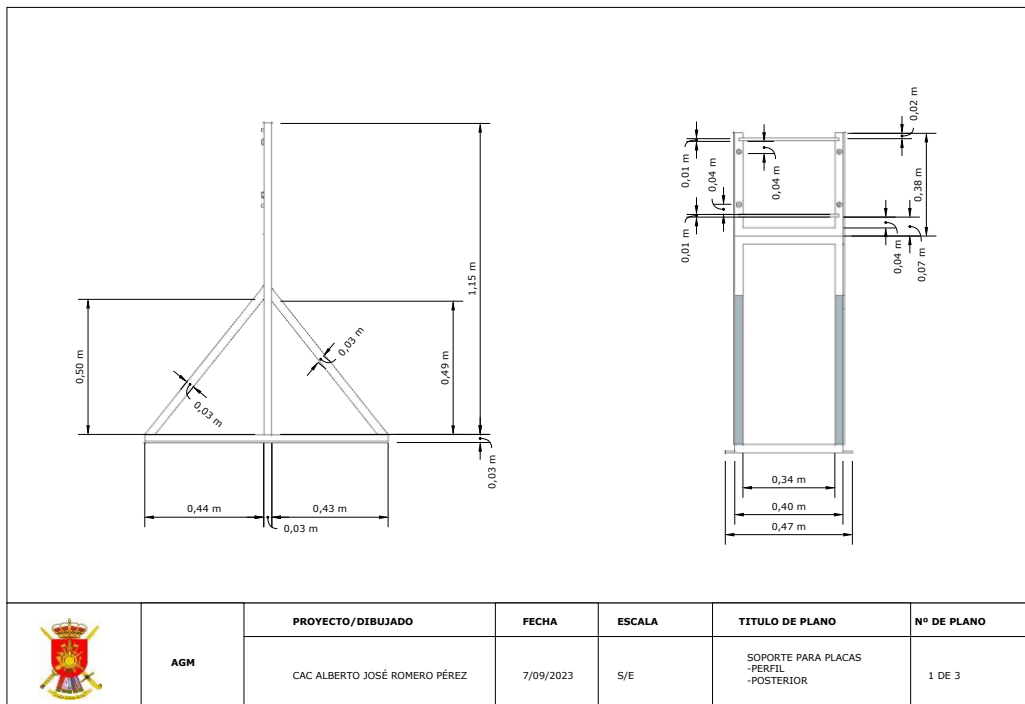 0,02 m
0,01 m
0,04 m
0,04 m
0,38 m
0,01 m
0,04 m
0,07 m
1,15 m
0,50 m
0,03 m
0,03 m
0,49 m
0,03 m
0,44 m
0,03 m
0,43 m
0,34 m
0,40 m
0,47 m
AGM
PROYECTO/DIBUJADO
FECHA
ESCALA
TITULO DE PLANO
Nº DE PLANO
CAC ALBERTO JOSÉ ROMERO PÉREZ
7/09/2023
S/E
SOPORTE PARA PLACAS
-PERFIL
-POSTERIOR
1 DE 3